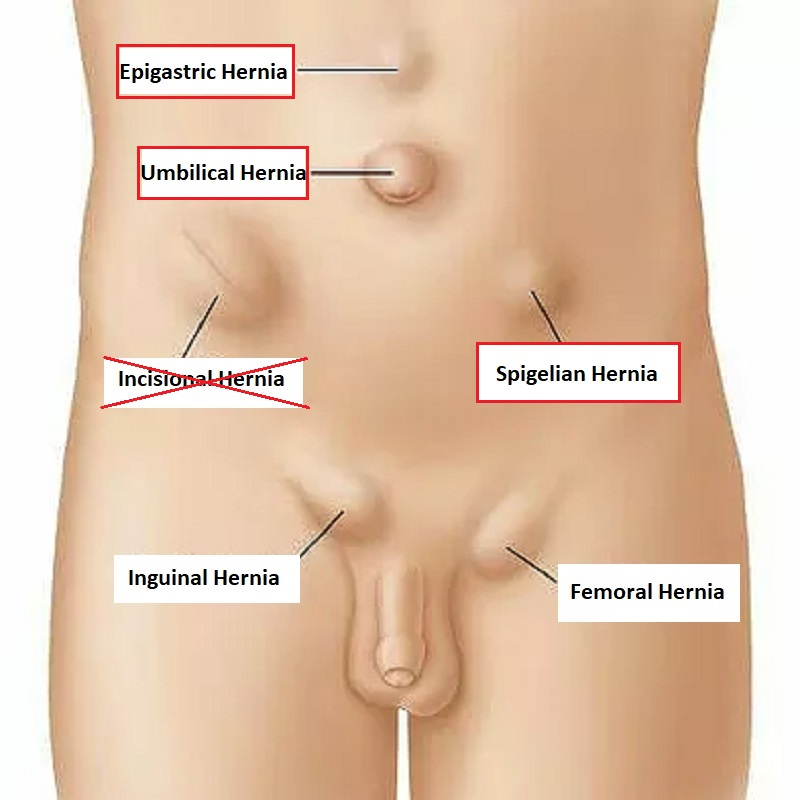 Epigastric Hernia
Umbilical Hernia
Incisional Hernia
Spigelian Hernia
Inguinal Hernia
Femoral Hernia